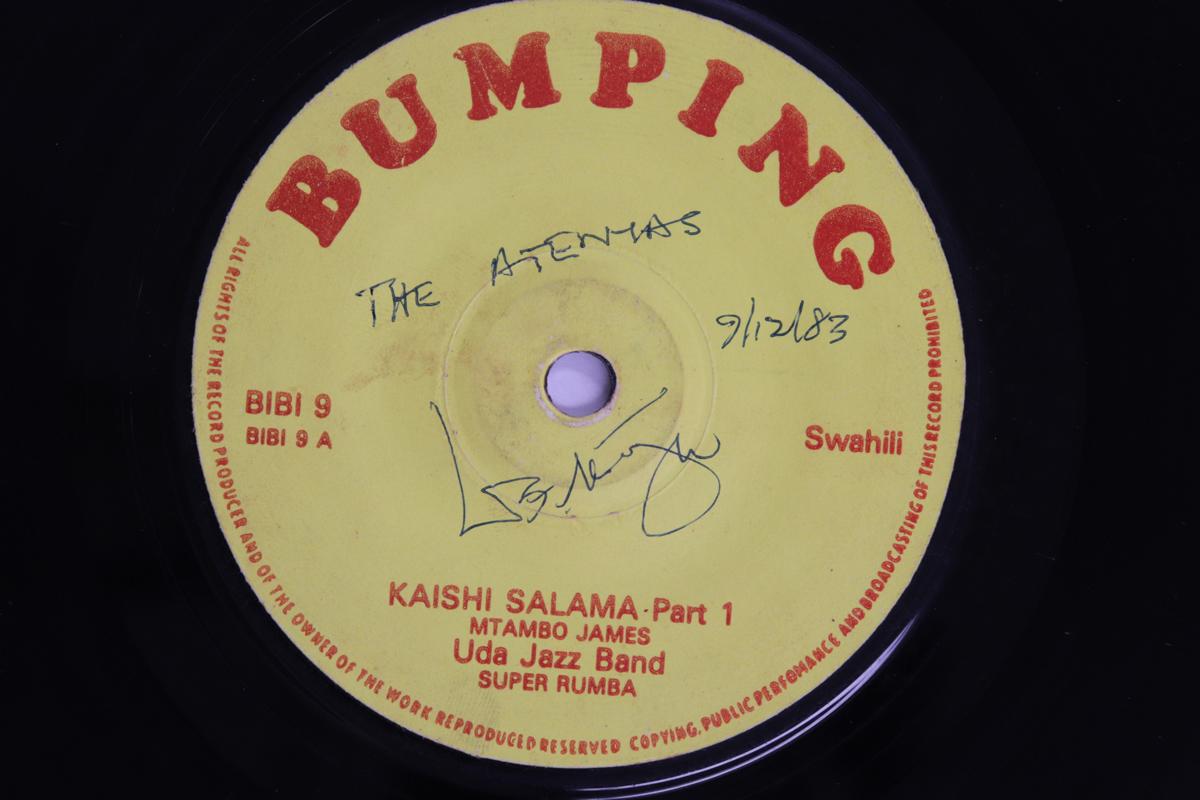 BUMPING
THE ATENYAS
9/12/83
BIBI 9
BIBI 9 A
Swahili
KAISHI SALAMA-Part 1
MTAMBO JAMES
Uda Jazz Band
SUPER RUMBA
ALL RIGHTS OF THE RECORD PRODUCER AND OF THE OWNER OF THE WORK REPRODUCED RESERVED COPYING, PUBLIC PERFOMANCE AND BROADCASTING OF THIS RECORD PROHIBITED